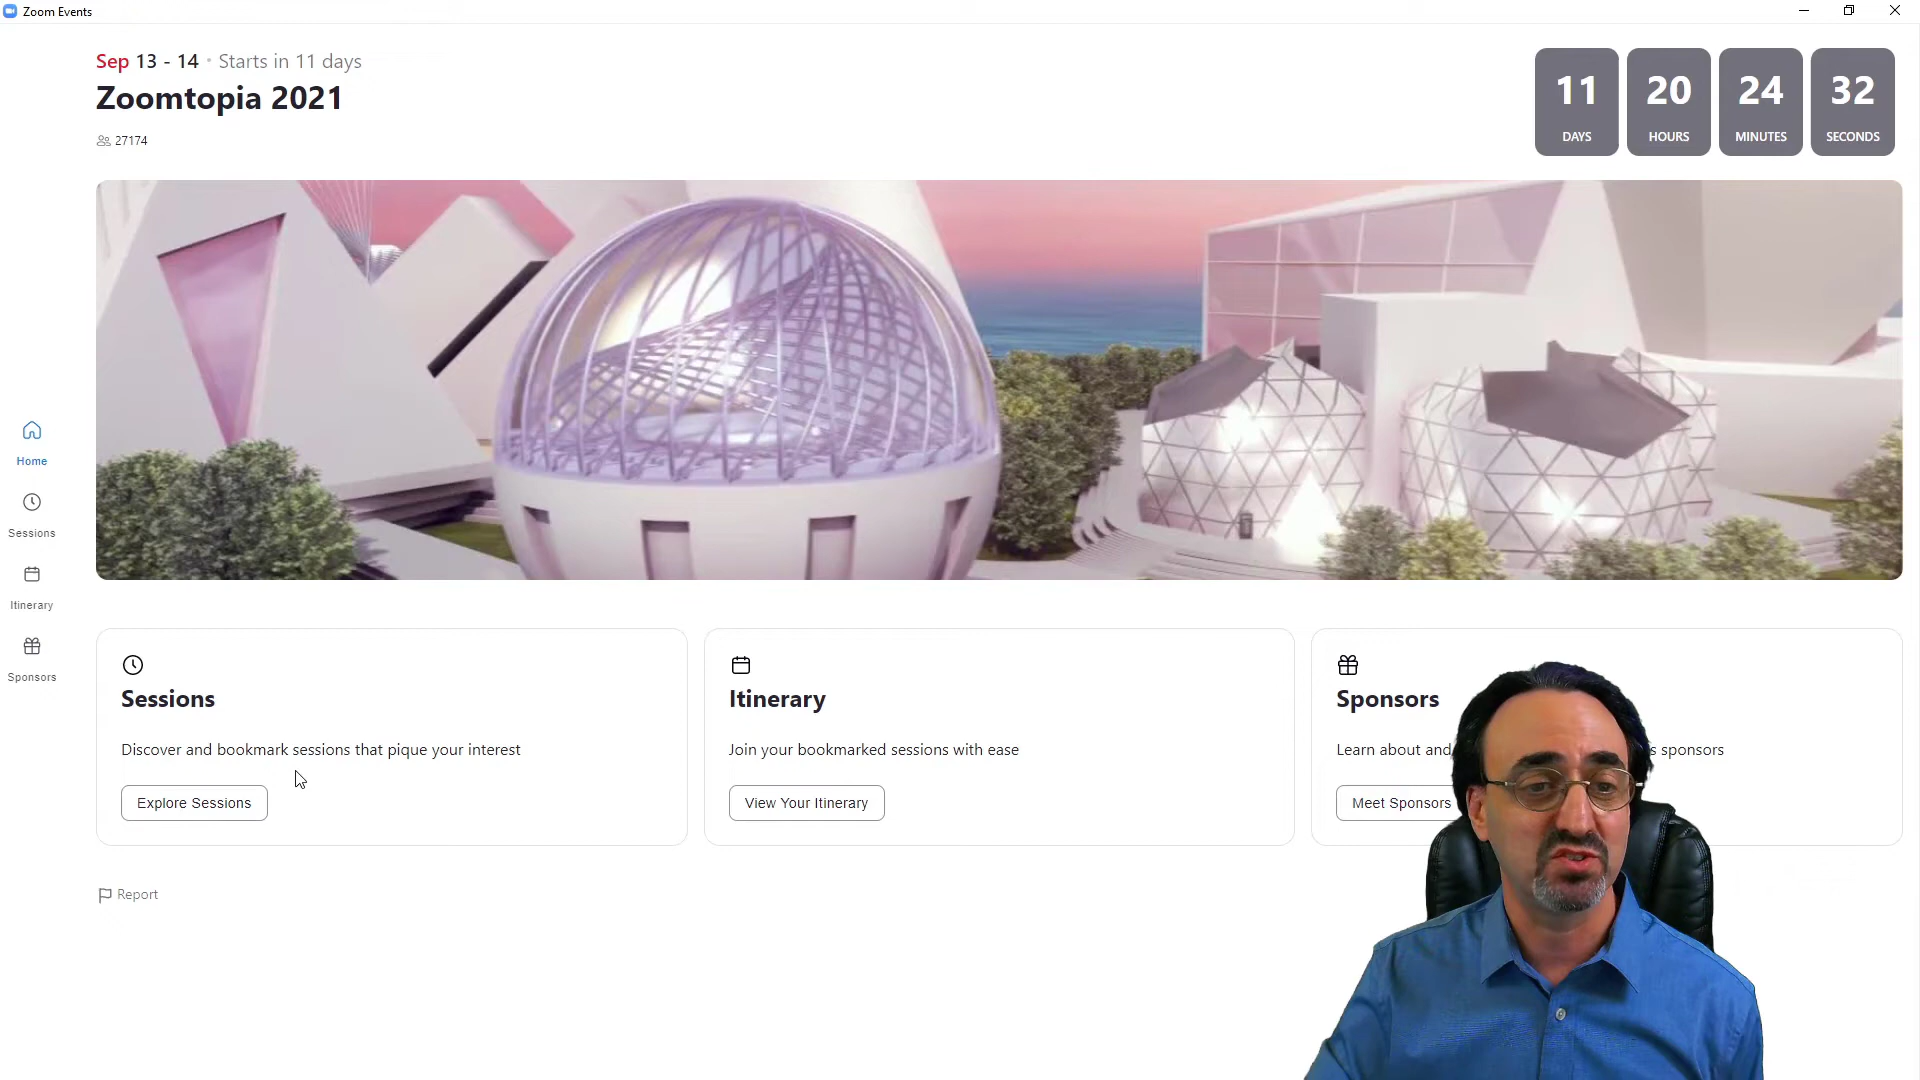 Zoom Events
Sep 13 - 14 • Starts in 11 days
Zoomtopia 2021
27174
11 20 24 32
DAYS HOURS MINUTES SECONDS
Home
Sessions
Itinerary
Sponsors
Sessions
Discover and bookmark sessions that pique your interest
Explore Sessions
Itinerary
Join your bookmarked sessions with ease
View Your Itinerary
Sponsors
Learn about and s sponsors
Meet Sponsors
Report